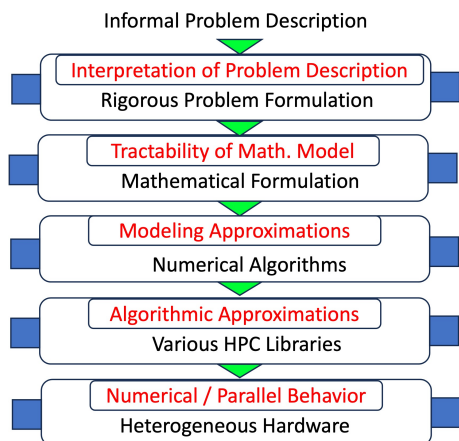 Informal Problem Description
Interpretation of Problem Description
Rigorous Problem Formulation
Tractability of Math. Model
Mathematical Formulation
Modeling Approximations
Numerical Algorithms
Algorithmic Approximations
Various HPC Libraries
Numerical / Parallel Behavior
Heterogeneous Hardware